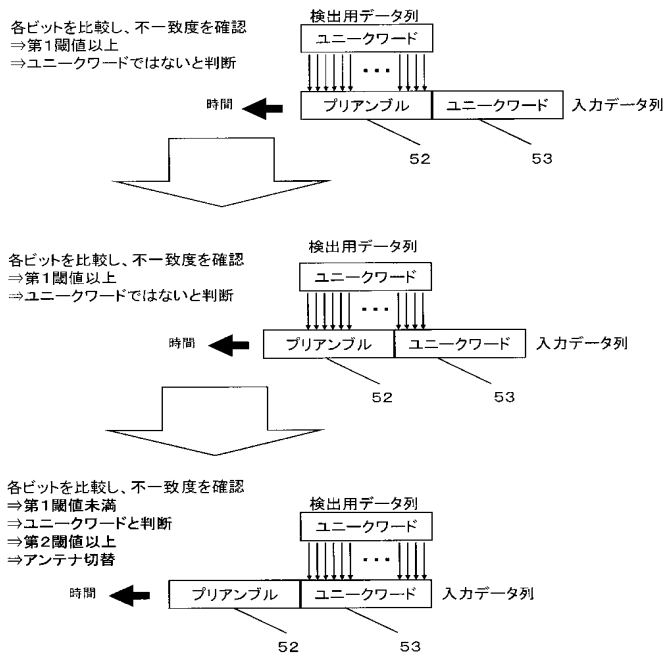 各ビットを比較し、不一致度を確認
⇒第1閾値以上
⇒ユニークワードではないと判断
検出用データ列
ユニークワード
・・・
時間
プリアンブル
ユニークワード
入力データ列
52
53
各ビットを比較し、不一致度を確認
⇒第1閾値以上
⇒ユニークワードではないと判断
検出用データ列
ユニークワード
・・・
時間
プリアンブル
ユニークワード
入力データ列
52
53
各ビットを比較し、不一致度を確認
⇒第1閾値未満
⇒ユニークワードと判断
⇒第2閾値以上
⇒アンテナ切替
検出用データ列
ユニークワード
・・・
時間
プリアンブル
ユニークワード
入力データ列
52
53